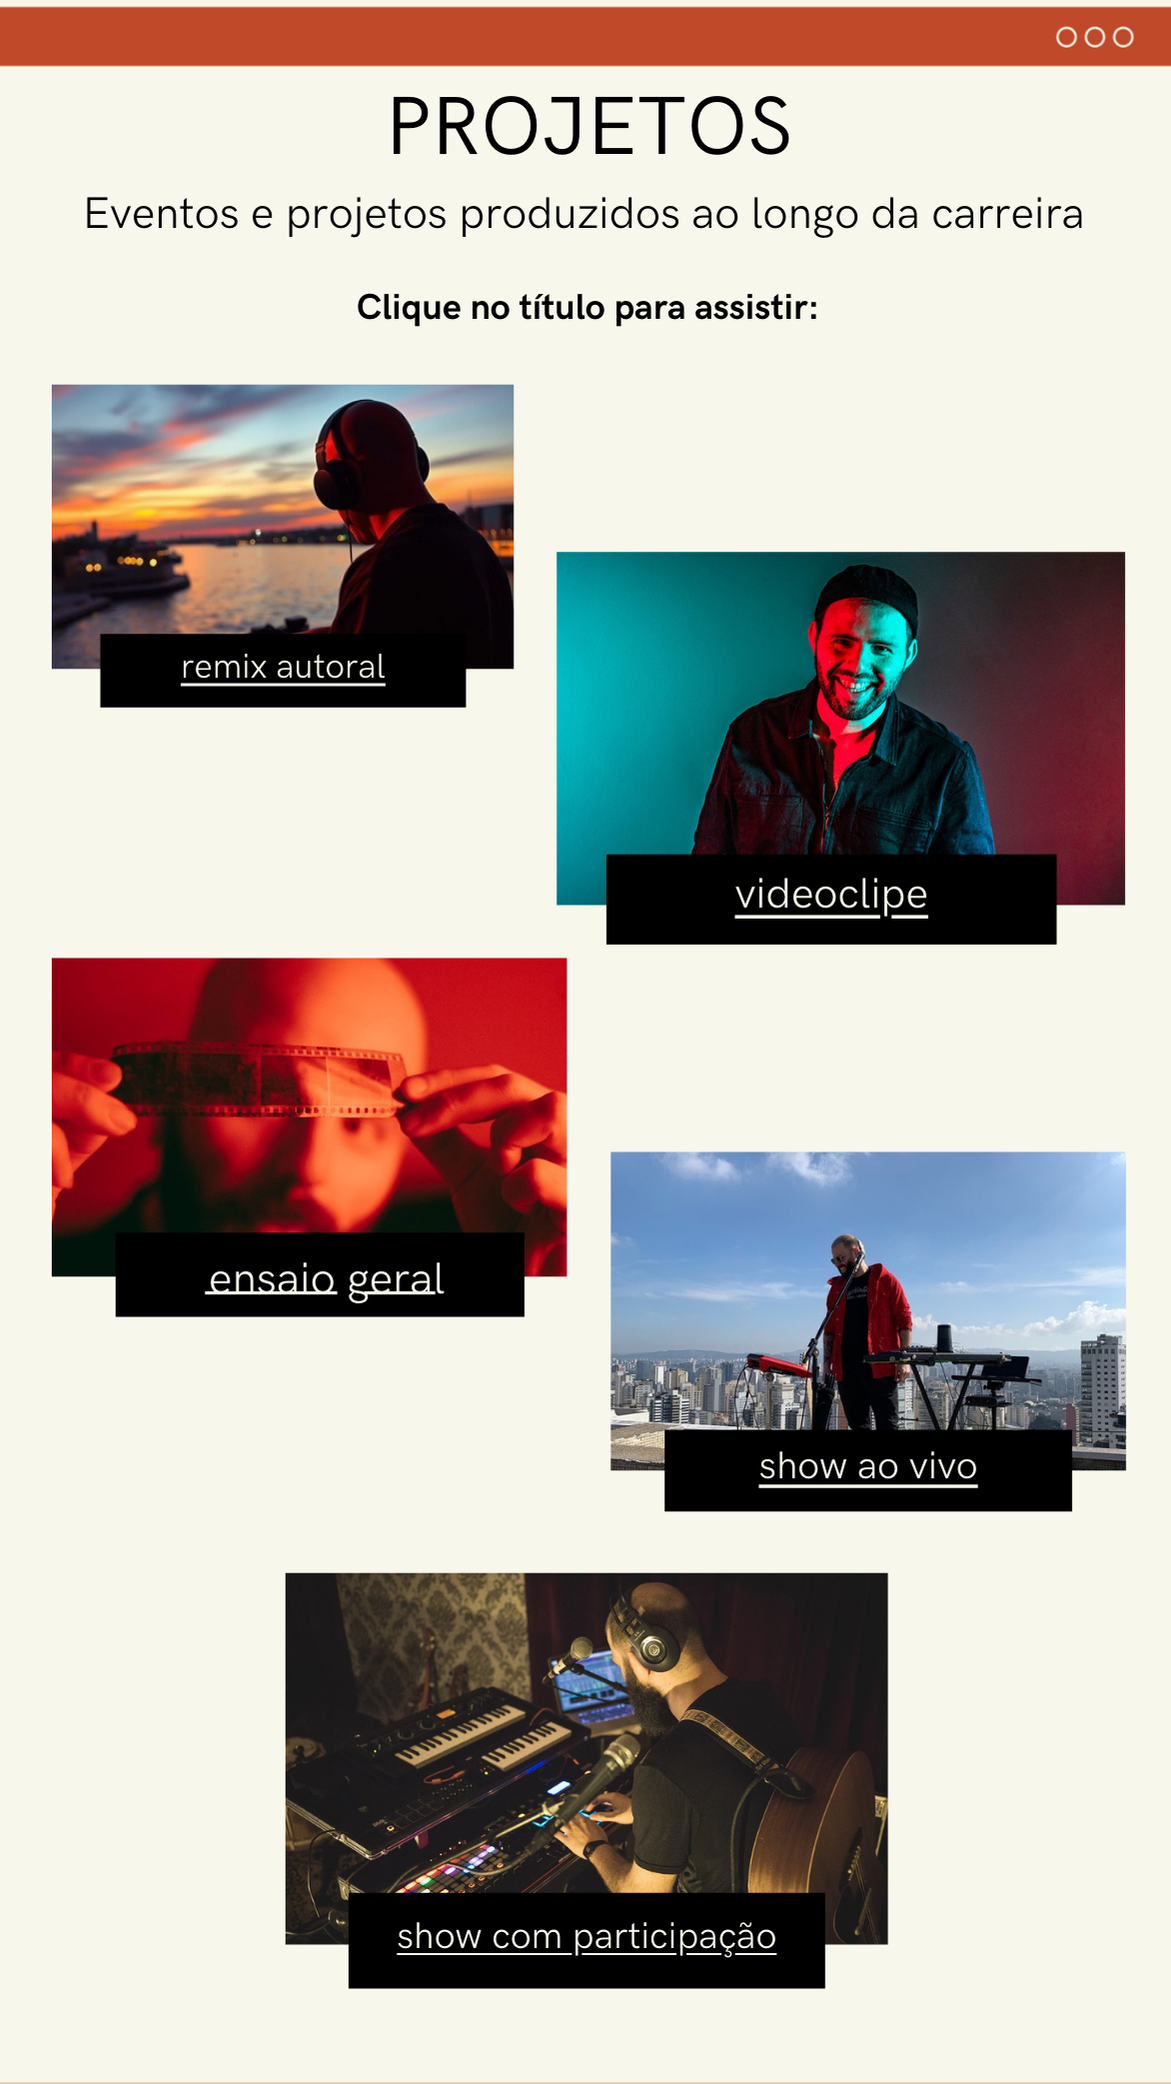 PROJETOS
Eventos e projetos produzidos ao longo da carreira
Clique no título para assistir:
remix autoral
videoclipe
ensaio geral
show ao vivo
show com participação